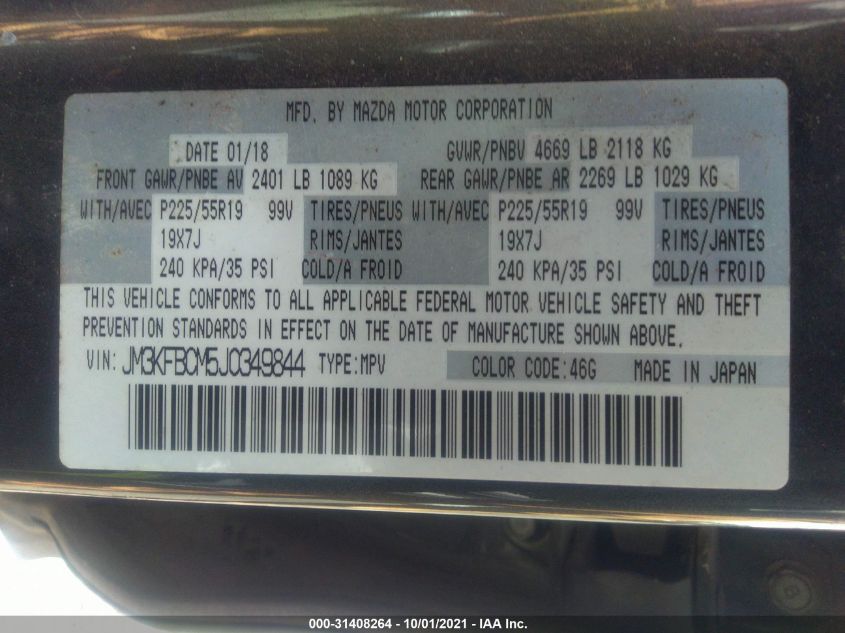 MFD. BY MAZDA MOTOR CORPORATION
DATE 01/18 GVWR/PNBV 4669 LB 2118 KG
FRONT GAWR/PNBE AV 2401 LB 1089 KG REAR GAWR/PNBE AR 2269 LB 1029 KG
WITH/AVEC P225/55R19 99V TIRES/PNEUS WITH/AVEC P225/55R19 99V TIRES/PNEUS
19X7J RIMS/JANTES 19X7J RIMS/JANTES
240 KPA/35 PSI COLD/A FROID 240 KPA/35 PSI COLD/A FROID
THIS VEHICLE CONFORMS TO ALL APPLICABLE FEDERAL MOTOR VEHICLE SAFETY AND THEFT
PREVENTION STANDARDS IN EFFECT ON THE DATE OF MANUFACTURE SHOWN ABOVE.
VIN: JM3KFBCM5J0349844 TYPE:MPV COLOR CODE:46G MADE IN JAPAN
000-31408264 - 10/01/2021 - IAA Inc.